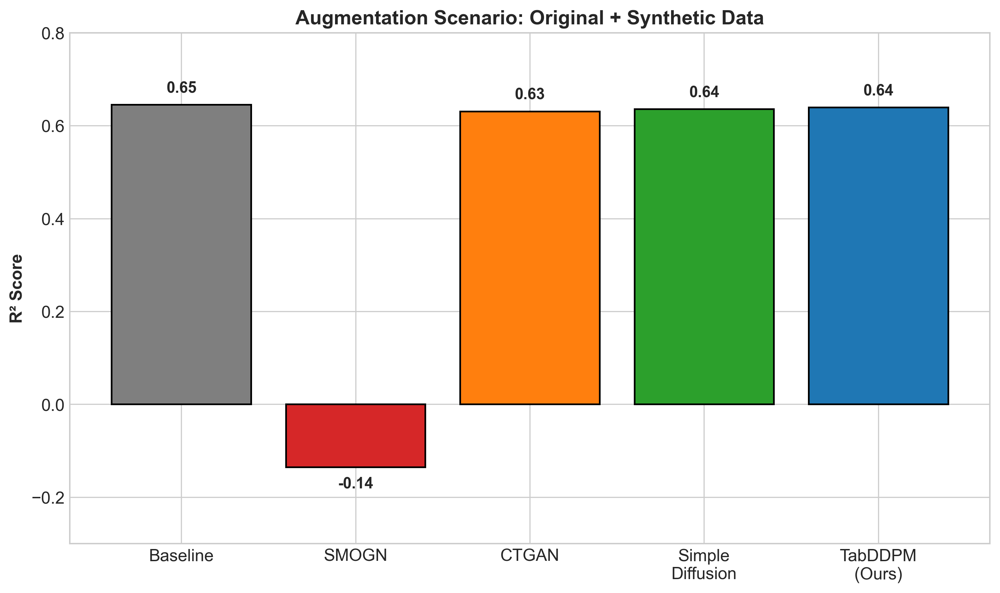 Augmentation Scenario: Original + Synthetic Data
R² Score
0.8
0.6
0.4
0.2
0.0
−0.2
0.65
-0.14
0.63
0.64
0.64
Baseline
SMOGN
CTGAN
Simple
Diffusion
TabDDPM
(Ours)